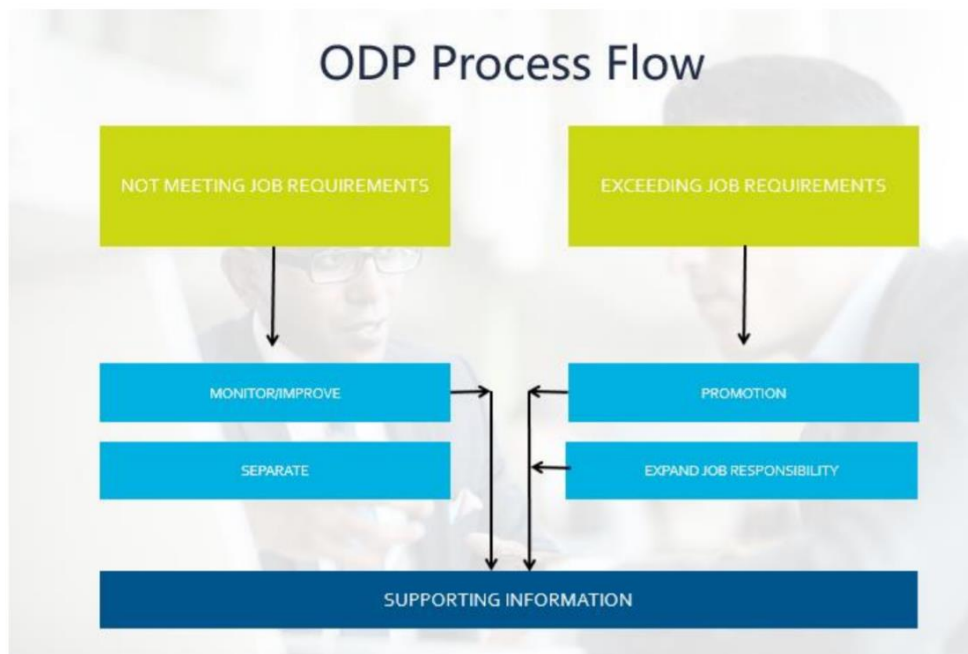 ODP Process Flow
NOT MEETING JOB REQUIREMENTS
EXCEEDING JOB REQUIREMENTS
MONITOR/IMPROVE
PROMOTION
SEPARATE
EXPAND JOB RESPONSIBILITY
SUPPORTING INFORMATION